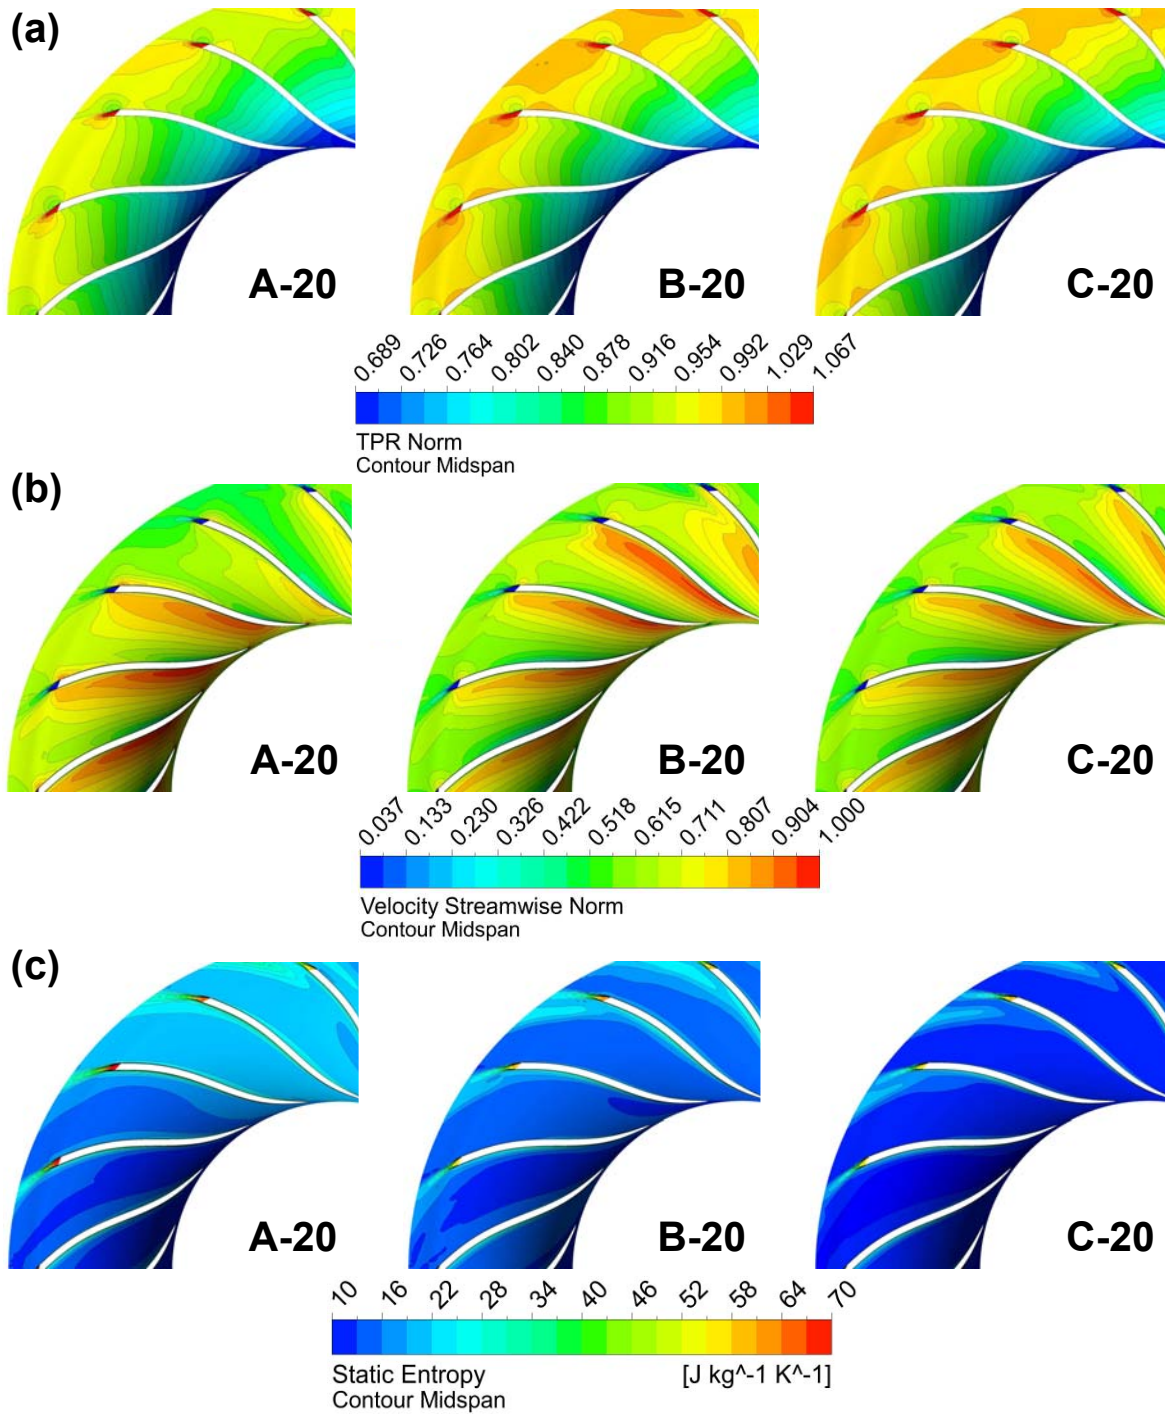 (a)
A-20 B-20 C-20
0.689 0.726 0.764 0.802 0.840 0.878 0.916 0.954 0.992 1.029 1.067
TPR Norm
Contour Midspan
(b)
A-20 B-20 C-20
0.037 0.133 0.230 0.326 0.422 0.518 0.615 0.711 0.807 0.904 1.000
Velocity Streamwise Norm
Contour Midspan
(c)
A-20 B-20 C-20
10 16 22 28 34 40 46 52 58 64 70
Static Entropy [J kg^-1 K^-1]
Contour Midspan